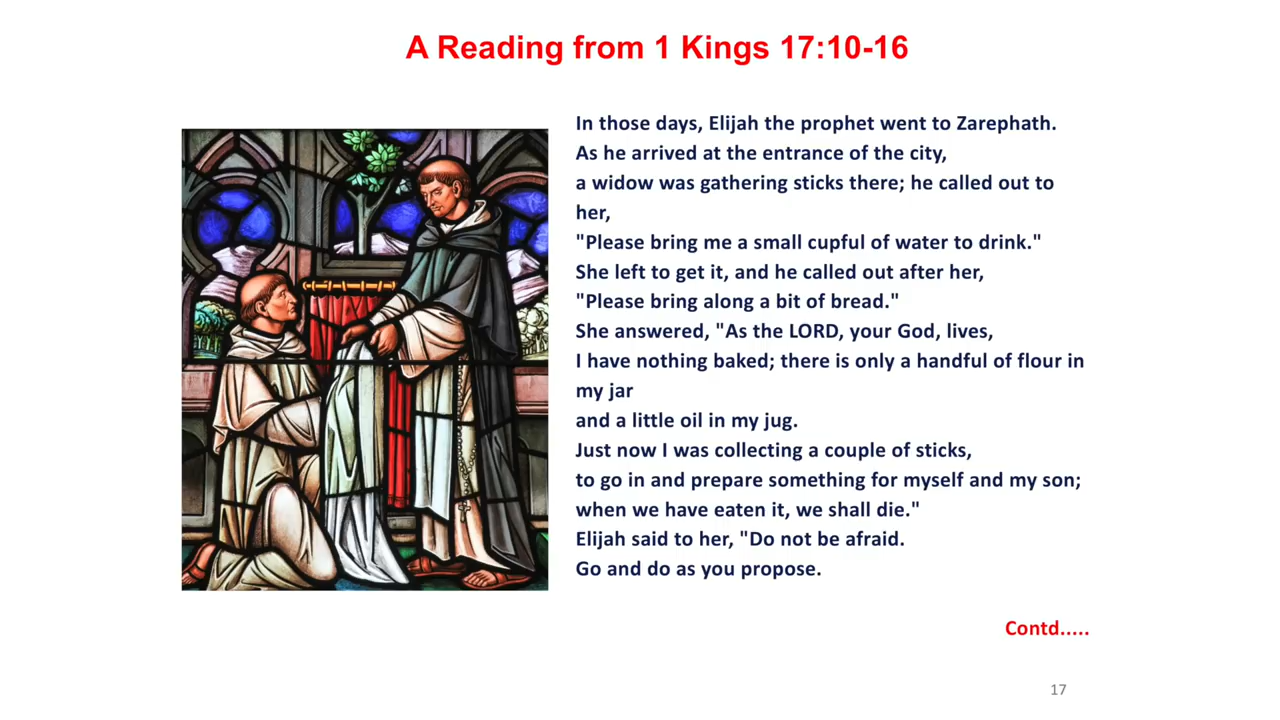 A Reading from 1 Kings 17:10-16
In those days, Elijah the prophet went to Zarephath.
As he arrived at the entrance of the city,
a widow was gathering sticks there; he called out to
her,
"Please bring me a small cupful of water to drink."
She left to get it, and he called out after her,
"Please bring along a bit of bread."
She answered, "As the LORD, your God, lives,
I have nothing baked; there is only a handful of flour in
my jar
and a little oil in my jug.
Just now I was collecting a couple of sticks,
to go in and prepare something for myself and my son;
when we have eaten it, we shall die."
Elijah said to her, "Do not be afraid.
Go and do as you propose.
Contd.....
17